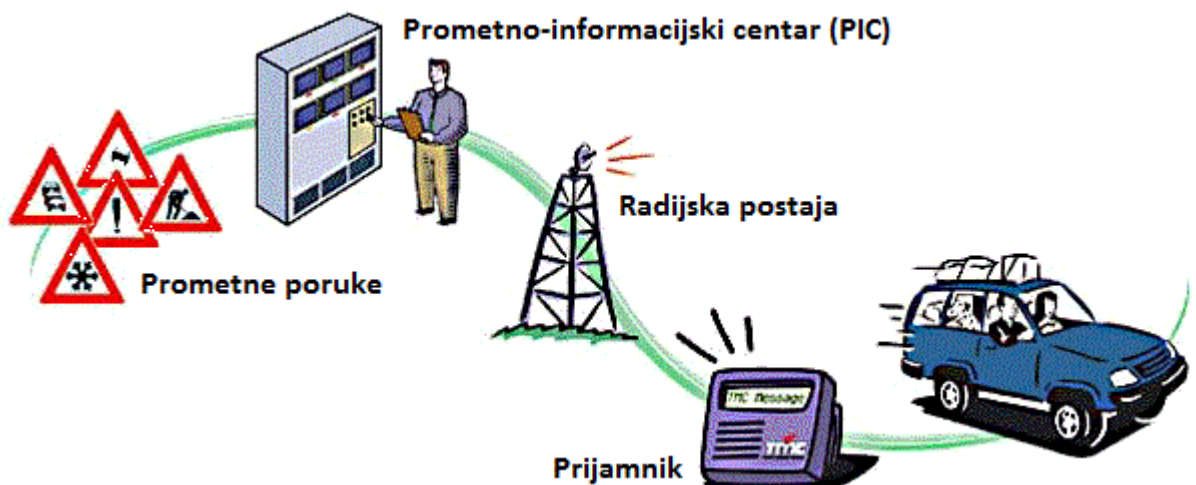 Prometno-informacijski centar (PIC)
Radijska postaja
Prometne poruke
TMC Message
TMC
Prijamnik